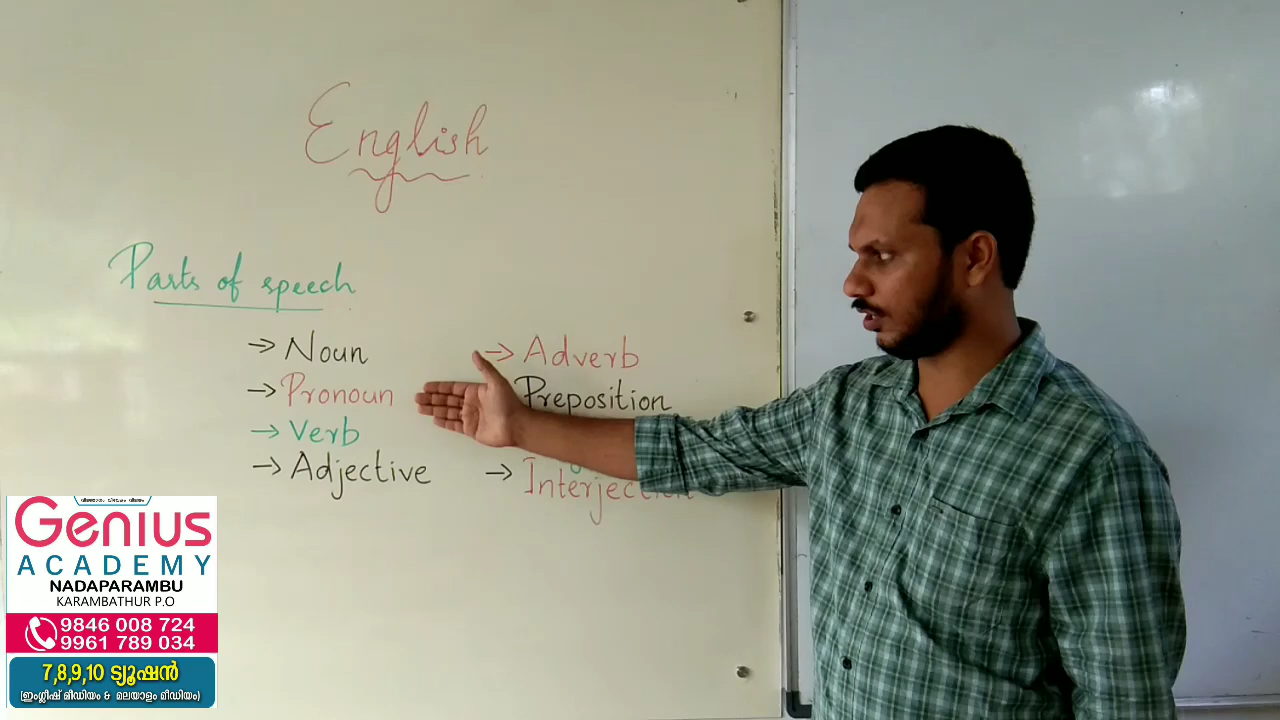 English
Parts of speech
→ Noun
→ Pronoun
→ Verb
→ Adjective
→ Adverb
Preposition
→ Interjection
Genius
ACADEMY
NADAPARAMBU
KARAMBATHUR P.O
9846 008 724
9961 789 034
7,8,9,10 ട്യൂഷൻ
(ഇംഗ്ലീഷ് മീഡിയം & മലയാളം മീഡിയം)